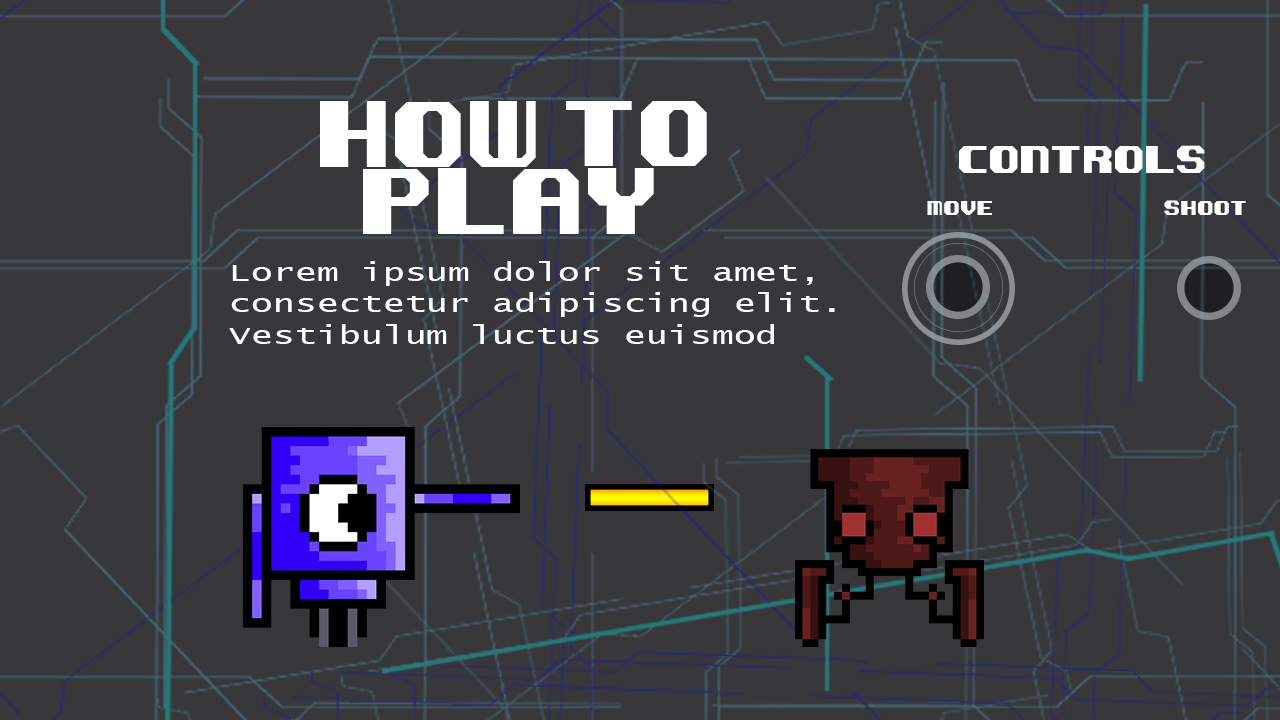 HOW TO
PLAY
Lorem ipsum dolor sit amet,
consectetur adipiscing elit.
Vestibulum luctus euismod
CONTROLS
MOVE
SHOOT